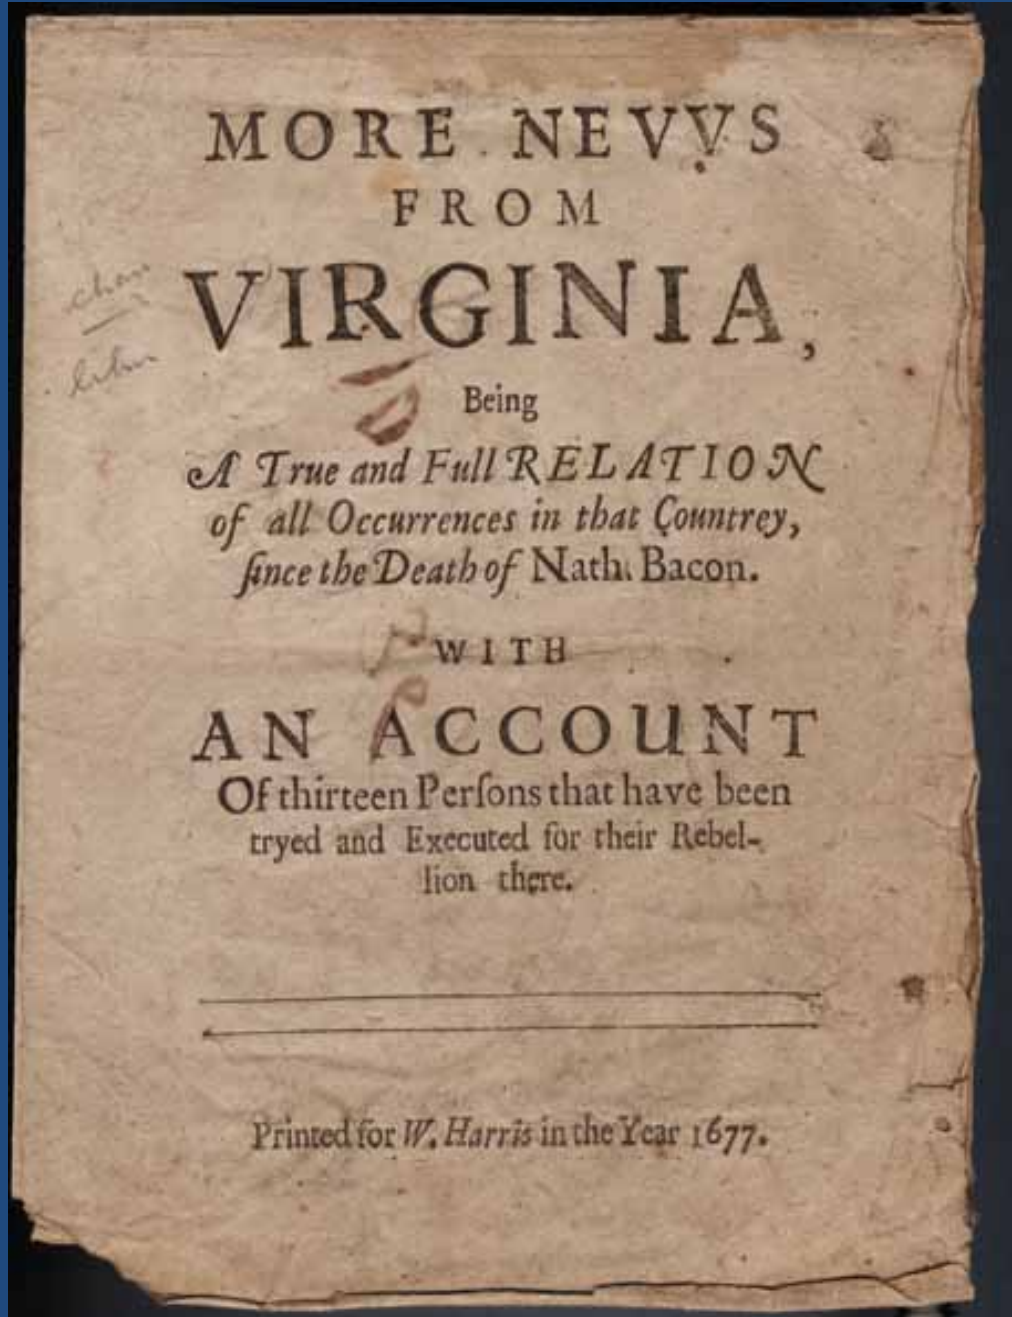 MORE NEVVS
FROM
VIRGINIA,
Being
A True and Full RELATION
of all Occurrences in that Countrey,
ſince the Death of Nath. Bacon.
WITH
AN ACCOUNT
Of thirteen Perſons that have been
tryed and Executed for their Rebel-
lion there.
Printed for W. Harris in the Year 1677.